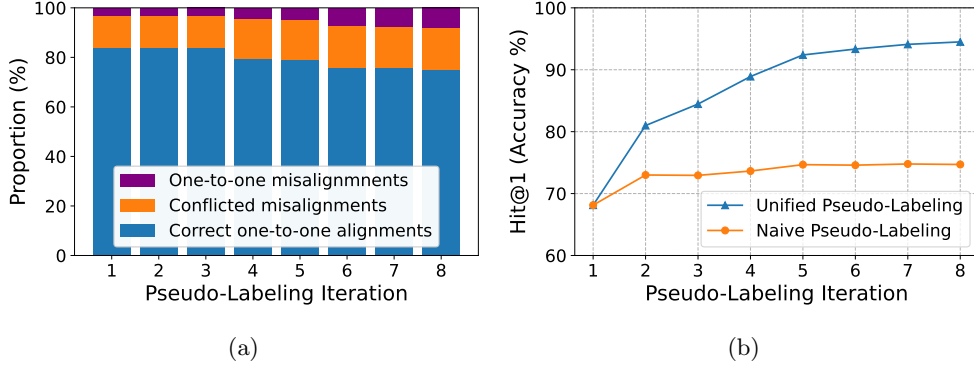 100
80
60
40
20
0
Proportion (%)
One-to-one misalignmnents
Conflicted misalignments
Correct one-to-one alignments
1 2 3 4 5 6 7 8
Pseudo-Labeling Iteration
(a)
100
90
80
70
60
Hit@1 (Accuracy %)
Unified Pseudo-Labeling
Naive Pseudo-Labeling
1 2 3 4 5 6 7 8
Pseudo-Labeling Iteration
(b)